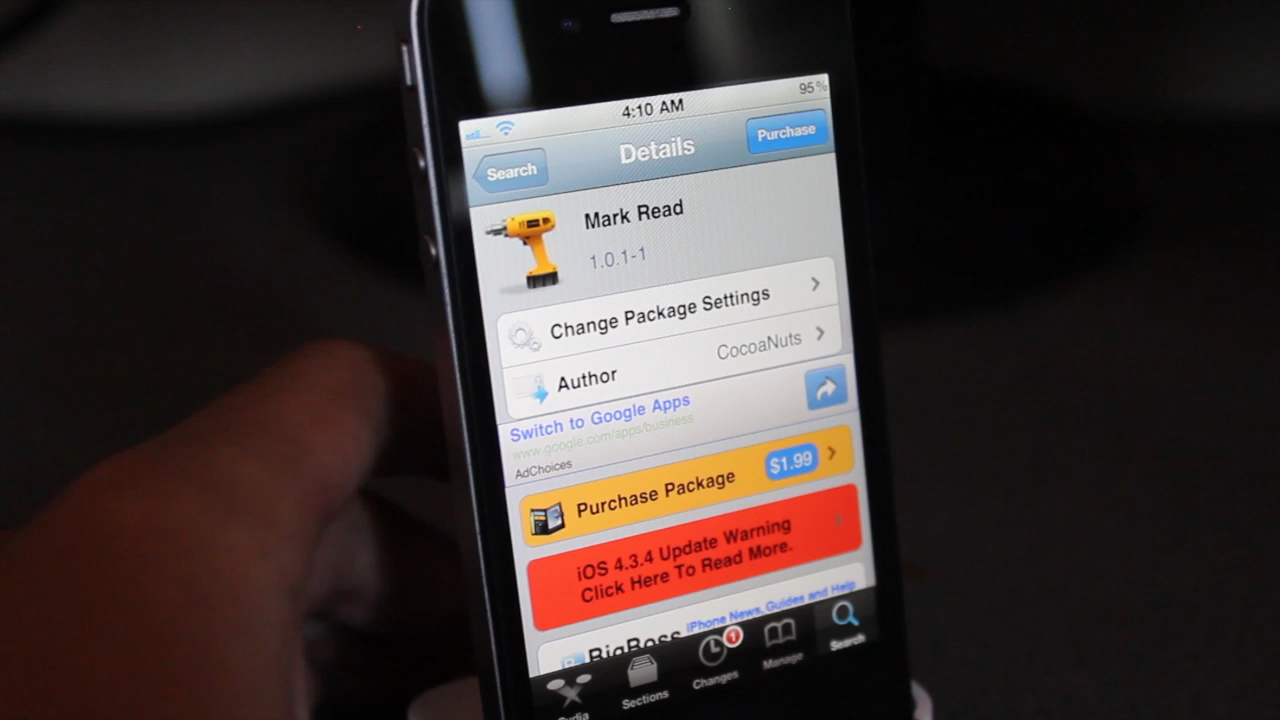 4:10 AM
95%
Search
Details
Purchase
Mark Read
1.0.1-1
Change Package Settings
Author
CocoaNuts
Switch to Google Apps
www.google.com/apps/business
AdChoices
Purchase Package
$1.99
iOS 4.3.4 Update Warning
Click Here To Read More.
BigBoss
iPhone News, Guides and Help
Cydia
Sections
Changes
1
Manage
Search